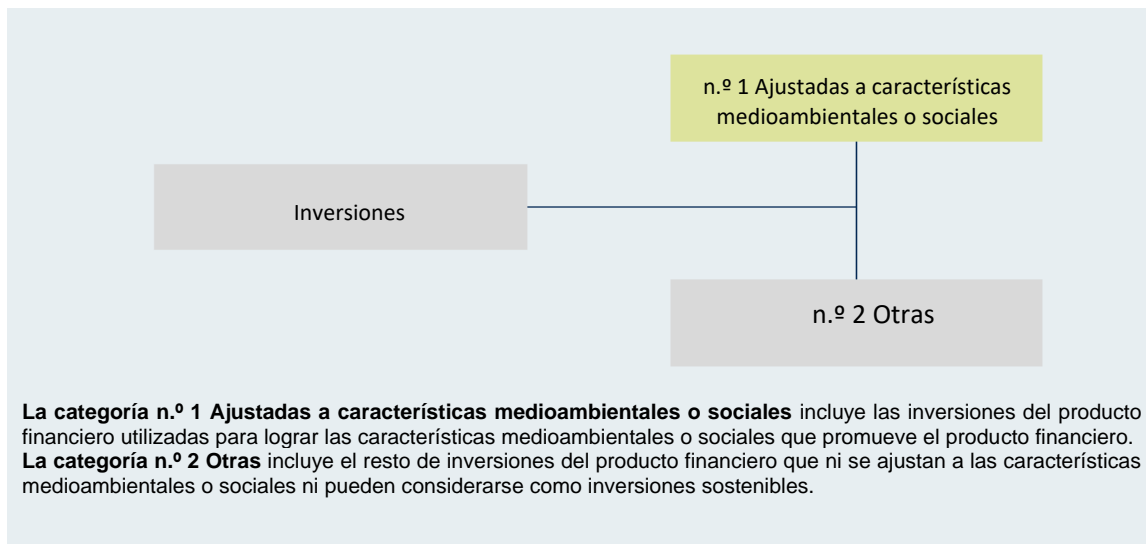 n.º 1 Ajustadas a características
medioambientales o sociales
Inversiones
n.º 2 Otras
La categoría n.º 1 Ajustadas a características medioambientales o sociales incluye las inversiones del producto
financiero utilizadas para lograr las características medioambientales o sociales que promueve el producto financiero.
La categoría n.º 2 Otras incluye el resto de inversiones del producto financiero que ni se ajustan a las características
medioambientales o sociales ni pueden considerarse como inversiones sostenibles.